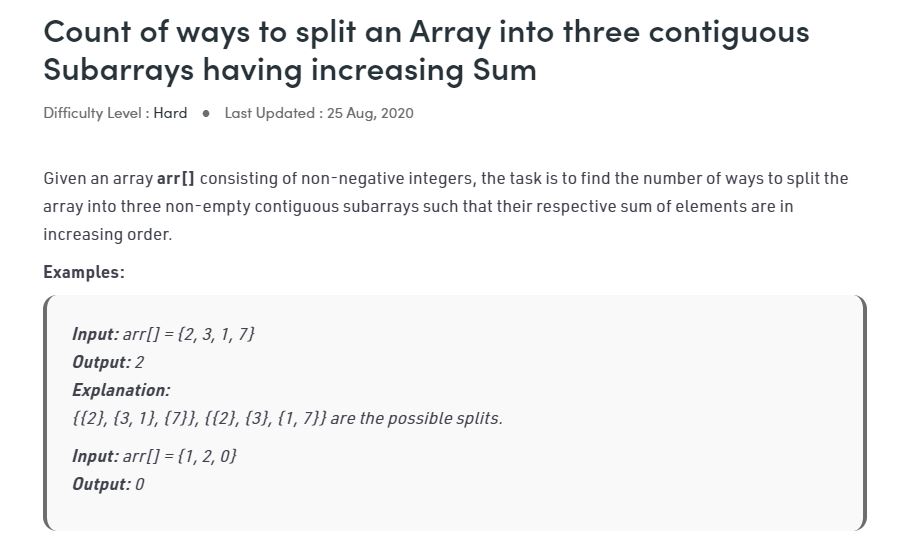 Count of ways to split an Array into three contiguous
Subarrays having increasing Sum
Difficulty Level : Hard ● Last Updated : 25 Aug, 2020
Given an array arr[] consisting of non-negative integers, the task is to find the number of ways to split the
array into three non-empty contiguous subarrays such that their respective sum of elements are in
increasing order.
Examples:
Input: arr[] = {2, 3, 1, 7}
Output: 2
Explanation:
{{2}, {3, 1}, {7}}, {{2}, {3}, {1, 7}} are the possible splits.
Input: arr[] = {1, 2, 0}
Output: 0